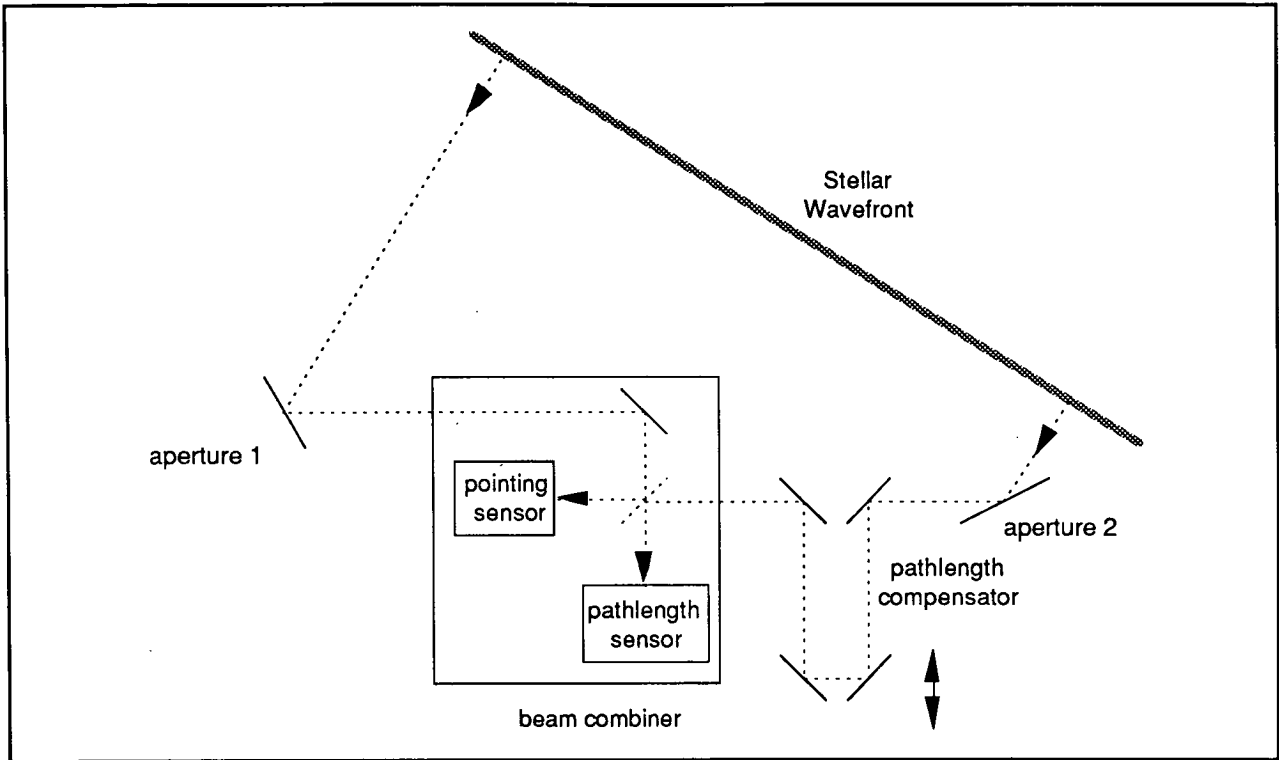 Stellar
Wavefront
aperture 1
pointing
sensor
aperture 2
pathlength
compensator
pathlength
sensor
beam combiner